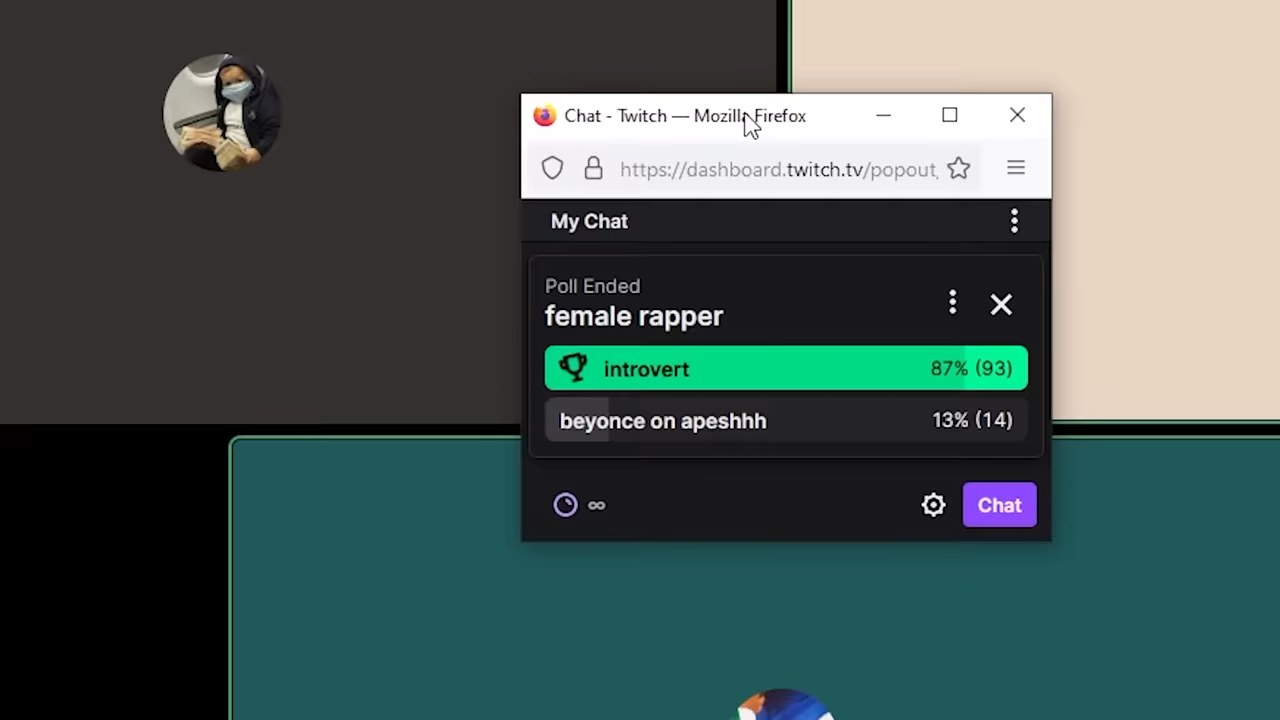 Chat - Twitch — Mozilla Firefox
https://dashboard.twitch.tv/popout
My Chat
Poll Ended
female rapper
introvert 87% (93)
beyonce on apeshhh 13% (14)
∞ Chat